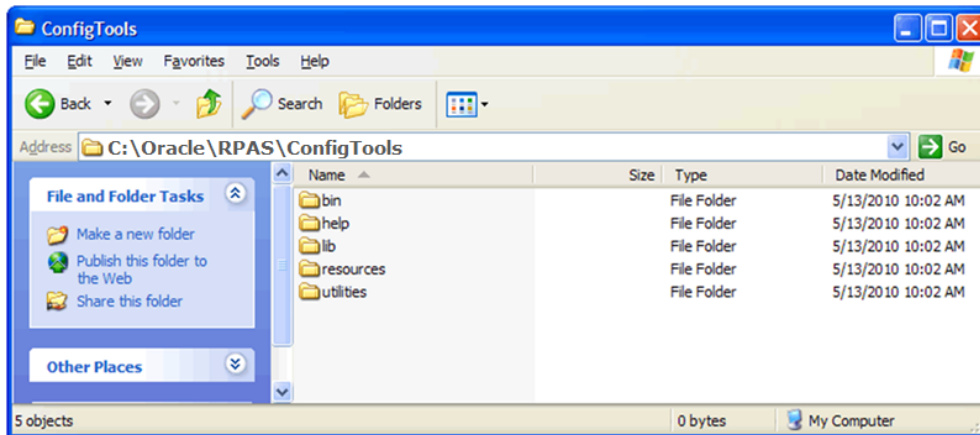 ConfigTools
File Edit View Favorites Tools Help
Back Search Folders
Address C:\Oracle\RPAS\ConfigTools Go
Name Size Type Date Modified
File and Folder Tasks
Make a new folder
Publish this folder to
the Web
Share this folder
Other Places
bin File Folder 5/13/2010 10:02 AM
help File Folder 5/13/2010 10:02 AM
lib File Folder 5/13/2010 10:02 AM
resources File Folder 5/13/2010 10:02 AM
utilities File Folder 5/13/2010 10:02 AM
5 objects 0 bytes My Computer